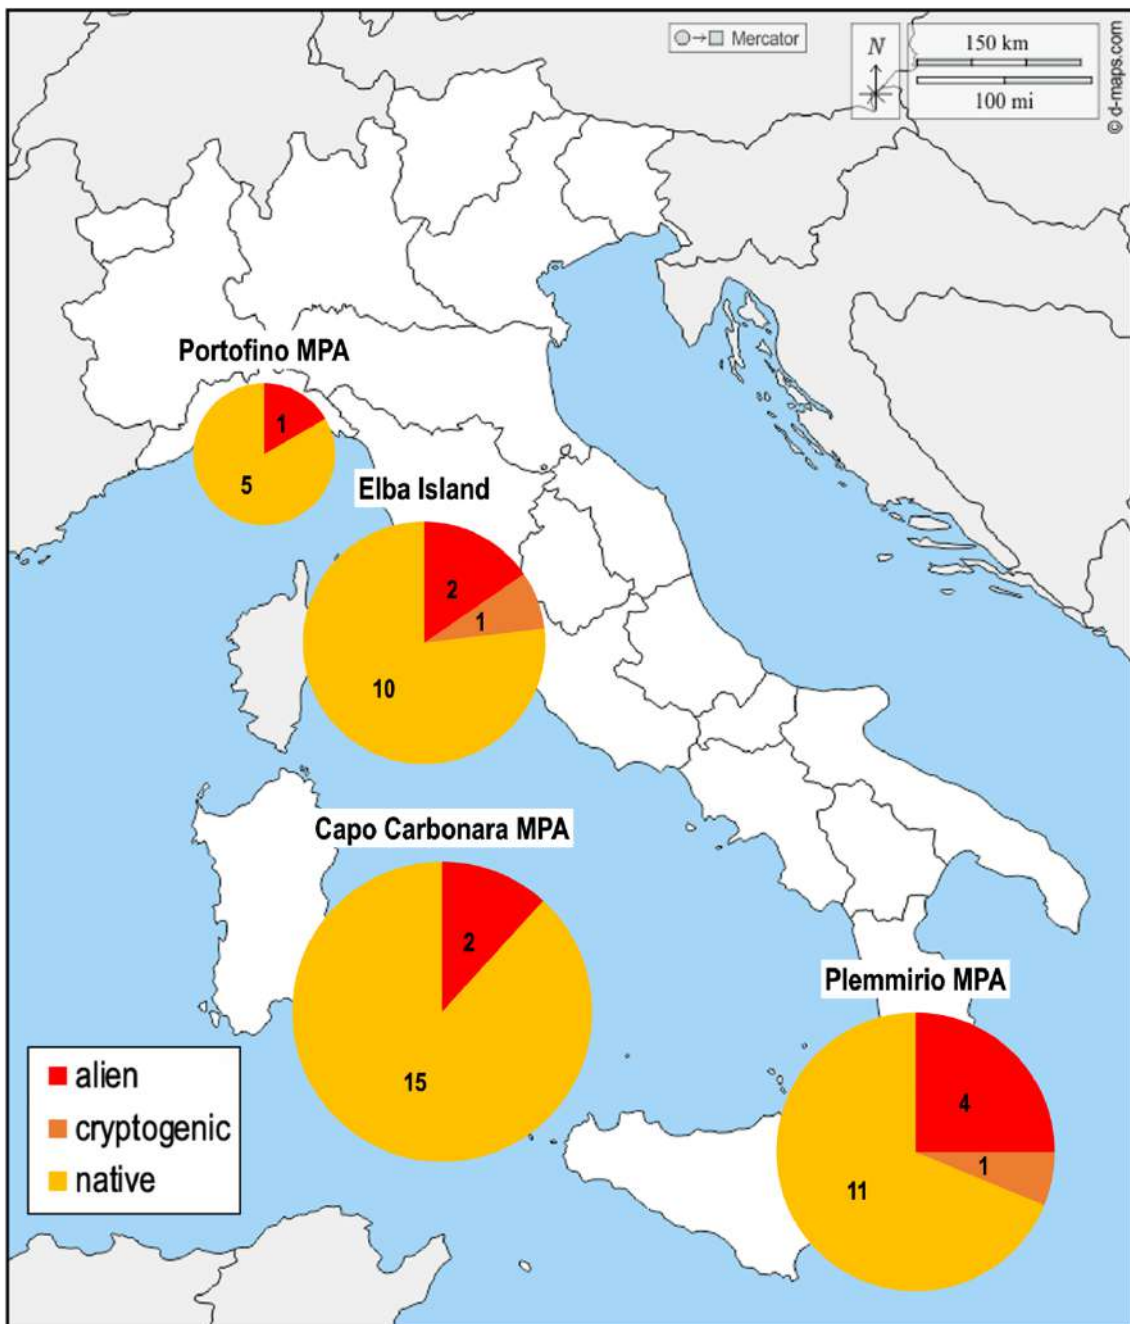 Mercator
N
150 km
100 mi
© d-maps.com
Portofino MPA
1
5
Elba Island
2
1
10
Capo Carbonara MPA
2
15
Plemmirio MPA
4
1
11
alien
cryptogenic
native